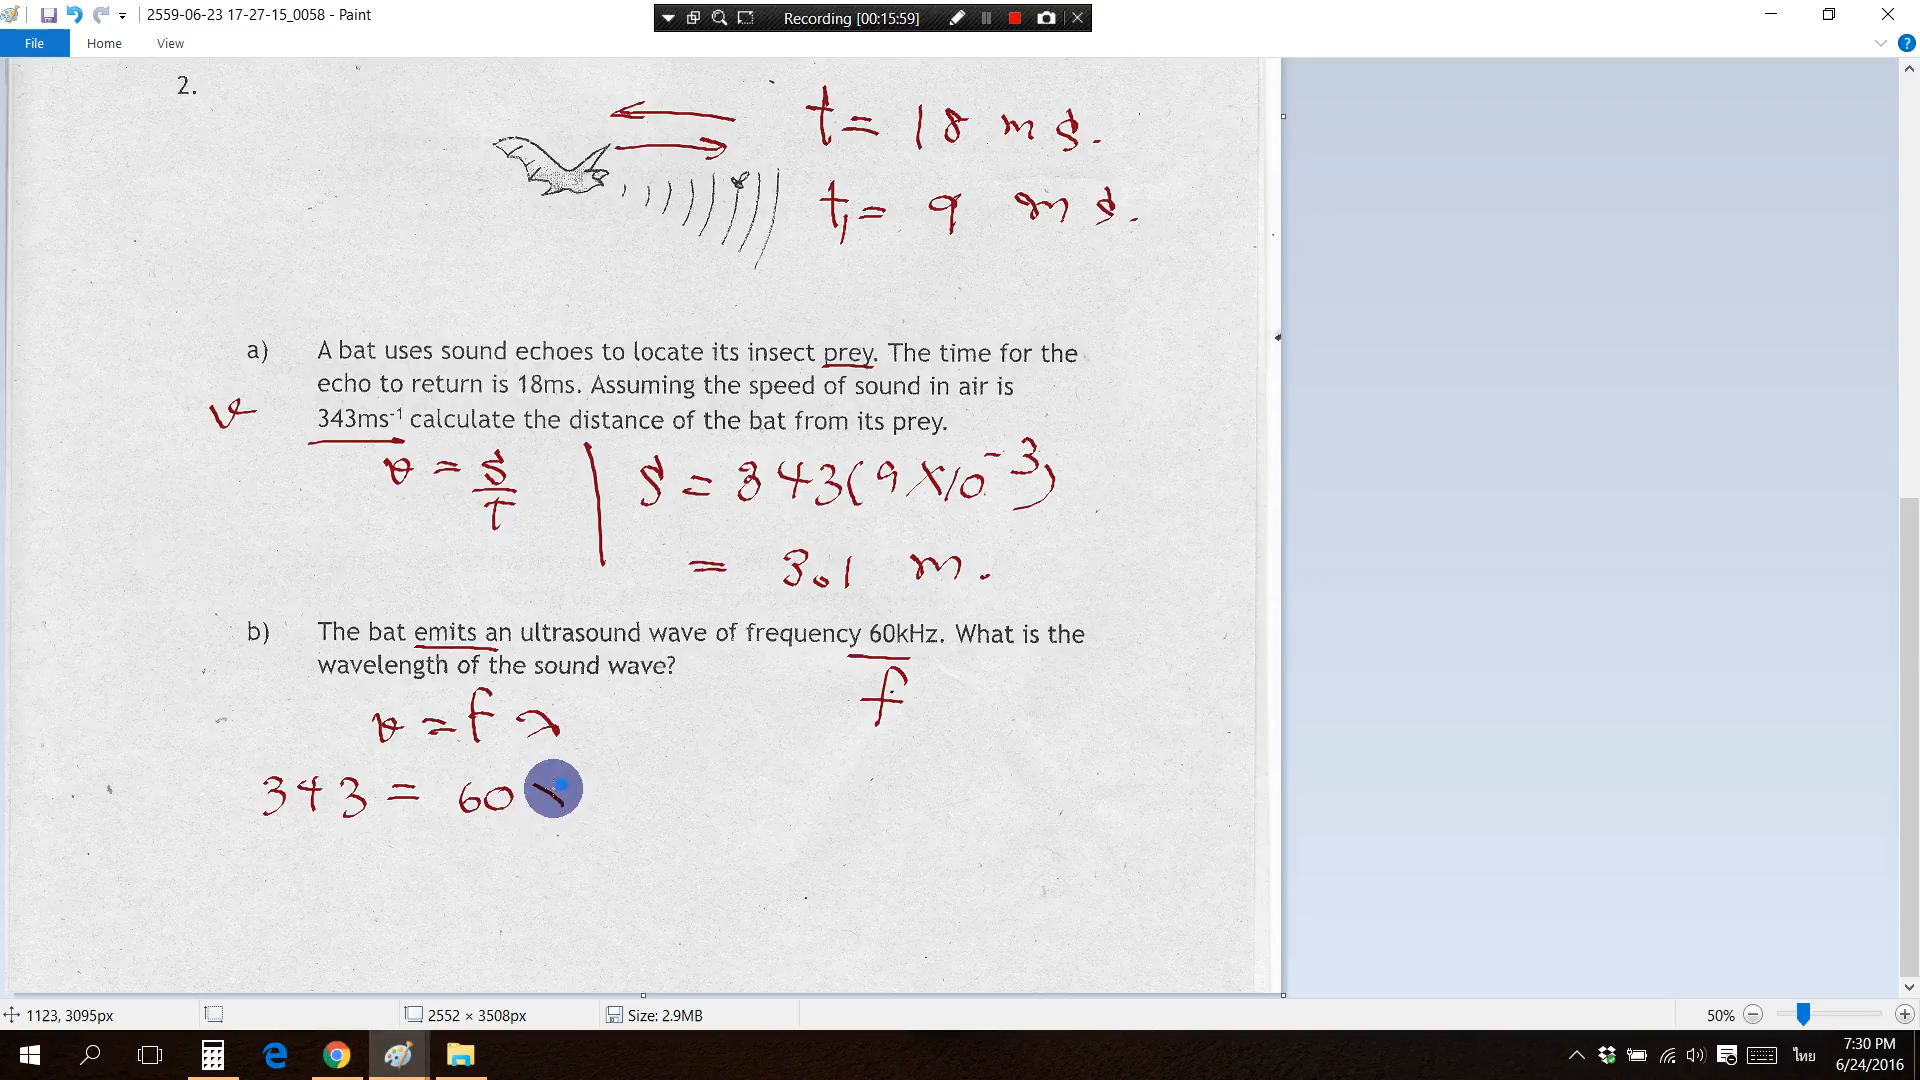 2559-06-23 17-27-15_0058 - Paint
Recording [00:15:59]
File Home View
2.
t = 18 ms.
t₁ = 9 ms.
a) A bat uses sound echoes to locate its insect prey. The time for the
echo to return is 18ms. Assuming the speed of sound in air is
v
343ms⁻¹ calculate the distance of the bat from its prey.
v = s/t
s = 343(9×10⁻³)
= 3.1 m.
b) The bat emits an ultrasound wave of frequency 60kHz. What is the
wavelength of the sound wave?
f
v = fλ
343 = 60
1123, 3095px
2552 × 3508px
Size: 2.9MB
50%
ไทย
7:30 PM
6/24/2016